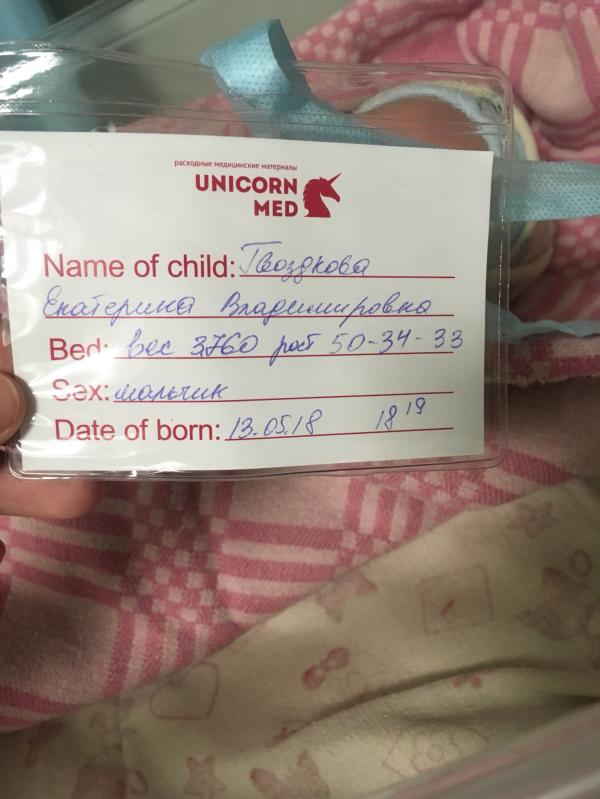 расходные медицинские материалы
UNICORN
MED
Name of child: Гвоздкова
Екатерина Владимировна
Bed: вес 3760 рост 50-34-33
Sex: мальчик
Date of born: 13.05.18 18 19